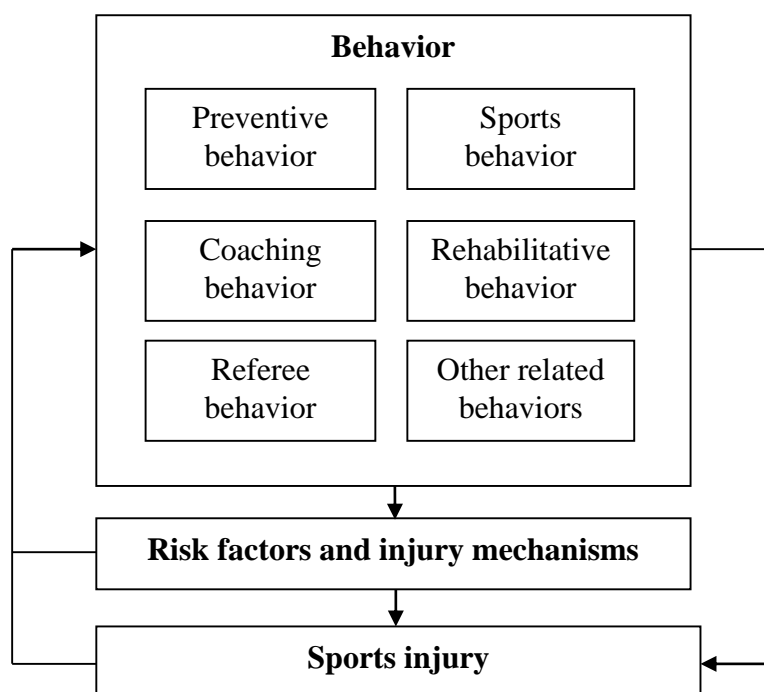 Behavior
Preventive
behavior
Sports
behavior
Coaching
behavior
Rehabilitative
behavior
Referee
behavior
Other related
behaviors
Risk factors and injury mechanisms
Sports injury